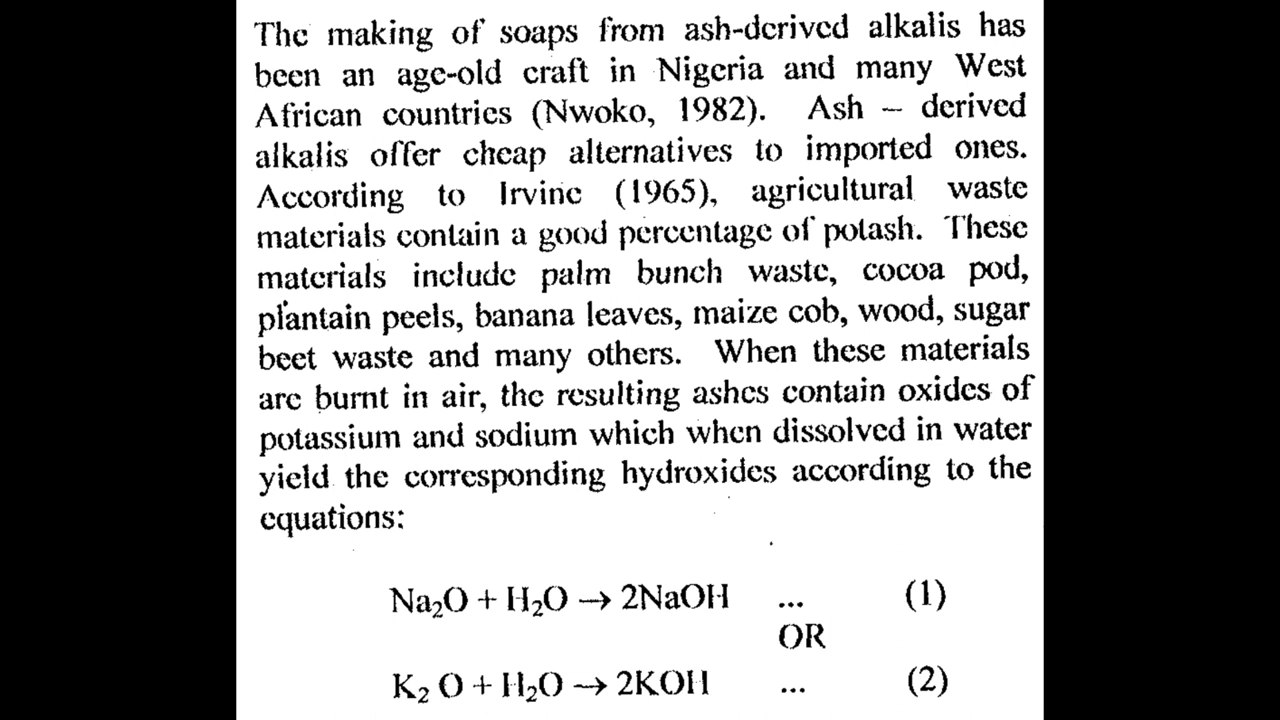 The making of soaps from ash-derived alkalis has
been an age-old craft in Nigeria and many West
African countries (Nwoko, 1982). Ash – derived
alkalis offer cheap alternatives to imported ones.
According to Irvine (1965), agricultural waste
materials contain a good percentage of potash. These
materials include palm bunch waste, cocoa pod,
plantain peels, banana leaves, maize cob, wood, sugar
beet waste and many others. When these materials
are burnt in air, the resulting ashes contain oxides of
potassium and sodium which when dissolved in water
yield the corresponding hydroxides according to the
equations:
Na₂O + H₂O → 2NaOH ... (1)
OR
K₂ O + H₂O → 2KOH ... (2)